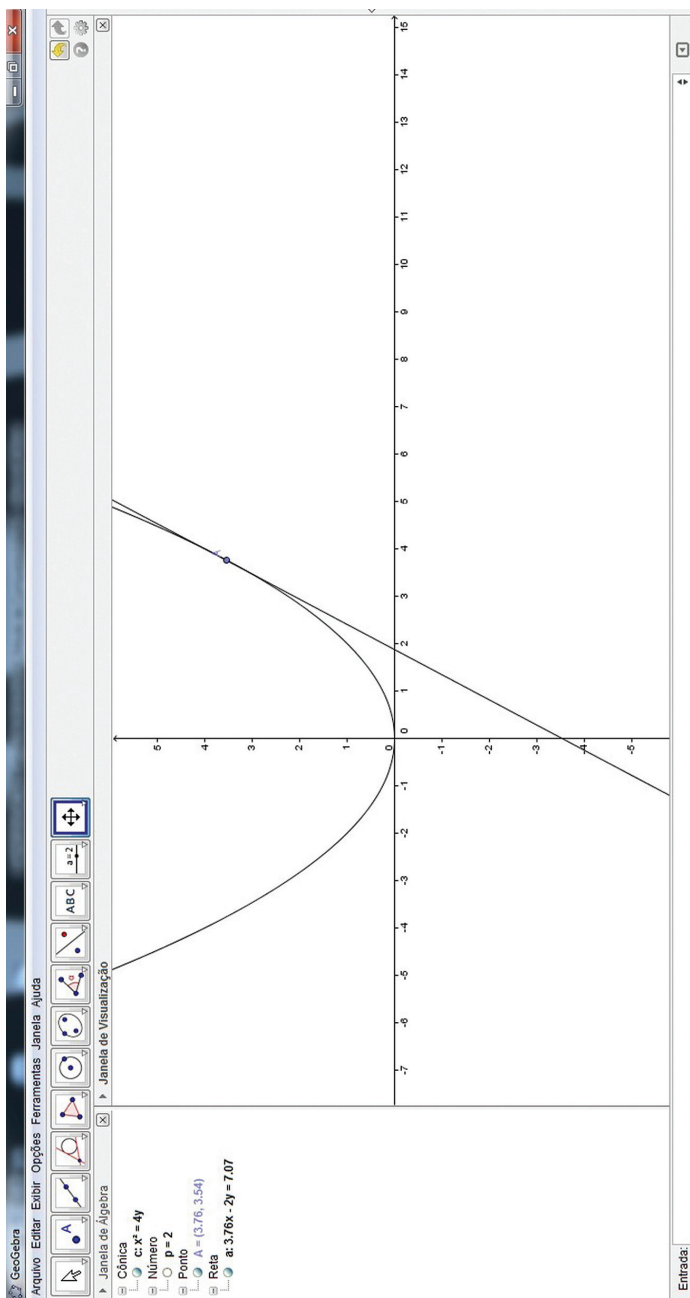 GeoGebra
Arquivo Editar Exibir Opções Ferramentas Janela Ajuda
A
α
ABC
a = 2
Janela de Álgebra
Janela de Visualização
Cônica
c: x² = 4y
Número
p = 2
Ponto
A = (3.76, 3.54)
Reta
a: 3.76x - 2y = 7.07
5
4
3
2
1
0
-1
-2
-3
-4
-5
-7 -6 -5 -4 -3 -2 -1 0 1 2 3 4 5 6 7 8 9 10 11 12 13 14 15
A
Entrada: